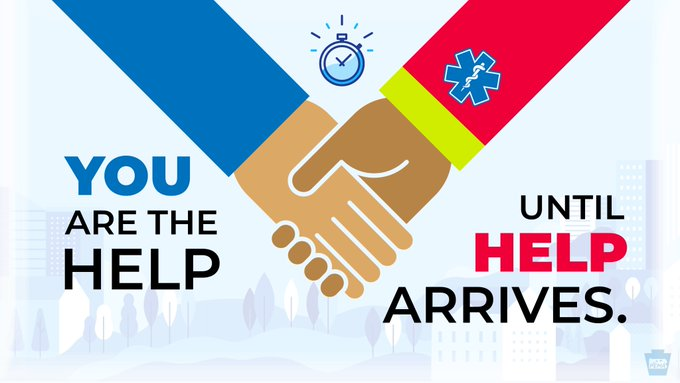 YOU
ARE THE
HELP
UNTIL
HELP
ARRIVES.